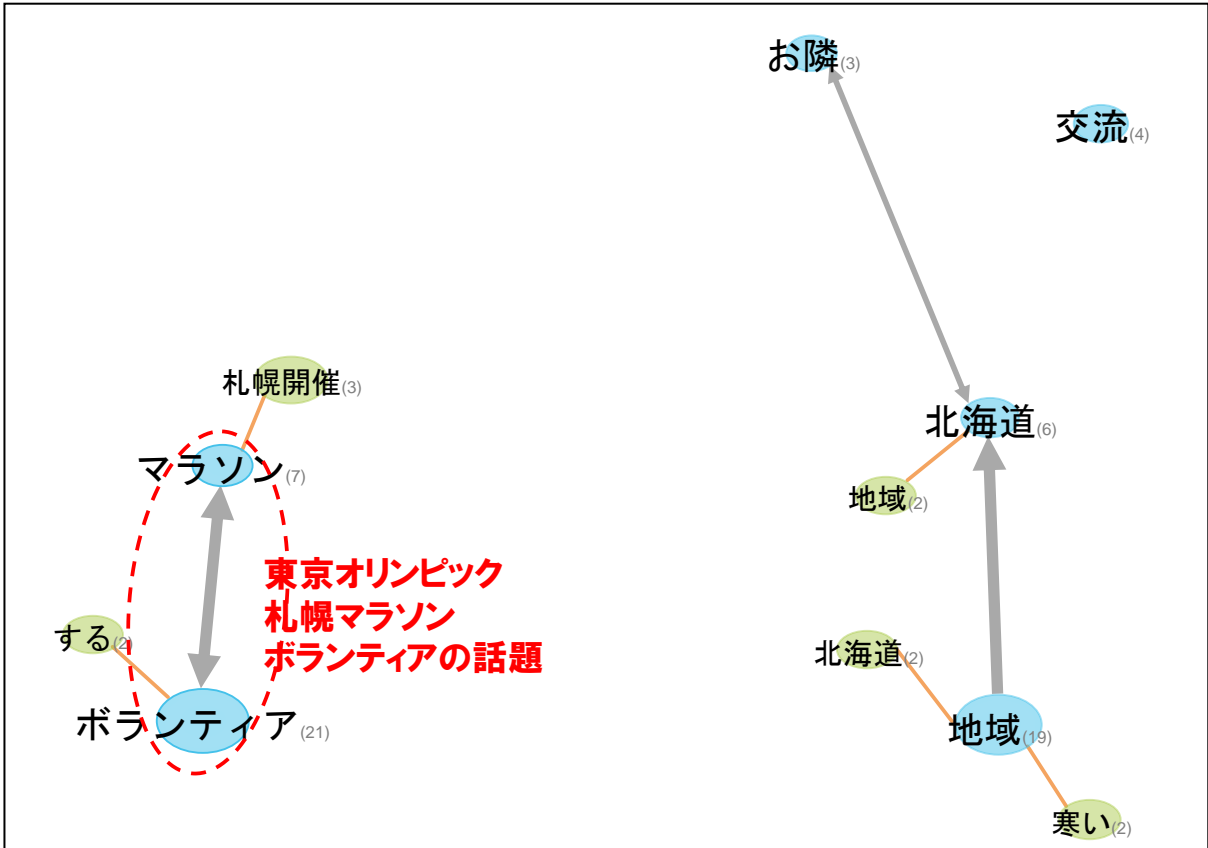 お隣(3)
交流(4)
札幌開催(3)
マラソン(7)
北海道(6)
地域(2)
東京オリンピック
札幌マラソン
ボランティアの話題
する(2)
北海道(2)
ボランティア(21)
地域(19)
寒い(2)